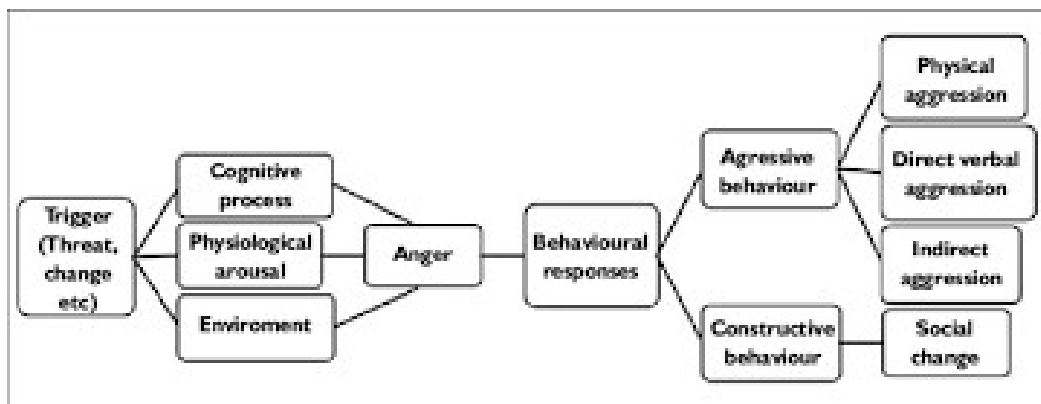 Trigger
(Threat,
change
etc)
Cognitive
process
Physiological
arousal
Enviroment
Anger
Behavioural
responses
Agressive
behaviour
Constructive
behaviour
Physical
aggression
Direct verbal
aggression
Indirect
aggression
Social
change